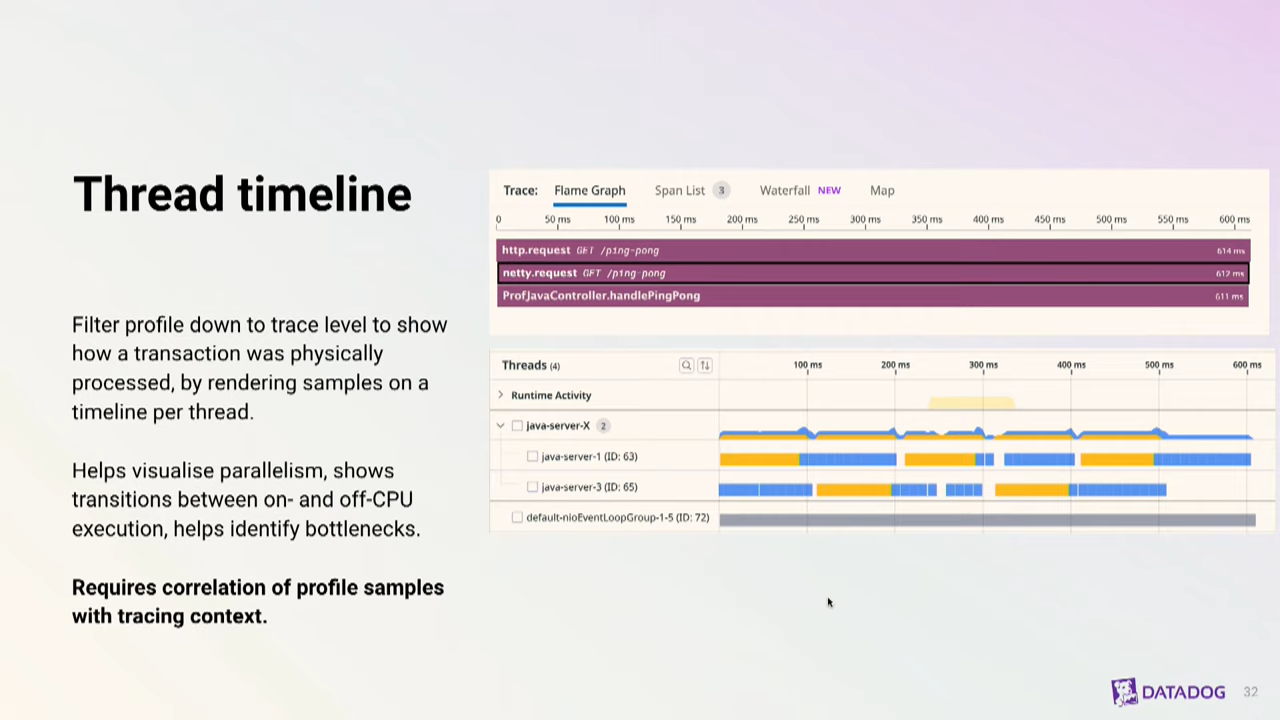 Thread timeline
Filter profile down to trace level to show
how a transaction was physically
processed, by rendering samples on a
timeline per thread.
Helps visualise parallelism, shows
transitions between on- and off-CPU
execution, helps identify bottlenecks.
Requires correlation of profile samples
with tracing context.
Trace: Flame Graph Span List 3 Waterfall NEW Map
0 50 ms 100 ms 150 ms 200 ms 250 ms 300 ms 350 ms 400 ms 450 ms 500 ms 550 ms 600 ms
http.request GET /ping-pong 614 ms
netty.request GET /ping-pong 612 ms
ProfJavaController.handlePingPong 611 ms
Threads (4) 100 ms 200 ms 300 ms 400 ms 500 ms 600 ms
Runtime Activity
java-server-X 2
java-server-1 (ID: 63)
java-server-3 (ID: 65)
default-nioEventLoopGroup-1-5 (ID: 72)
DATADOG 32